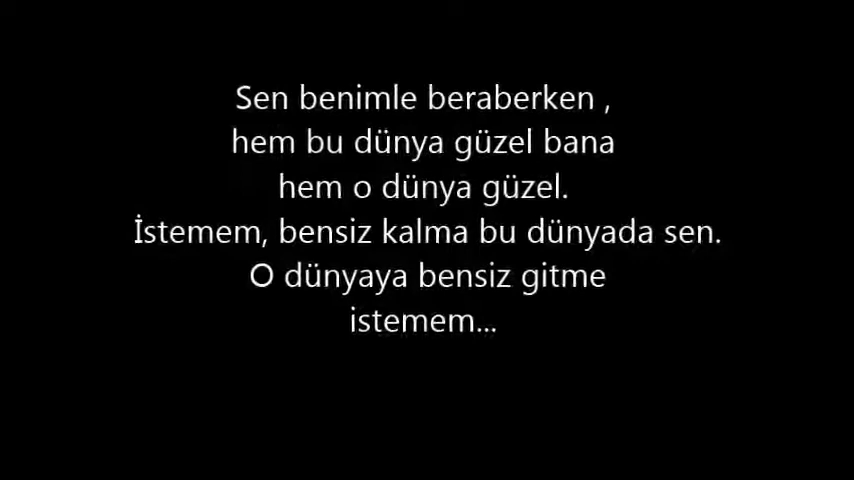 Sen benimle beraberken ,
hem bu dünya güzel bana
hem o dünya güzel.
İstemem, bensiz kalma bu dünyada sen.
O dünyaya bensiz gitme
istemem...